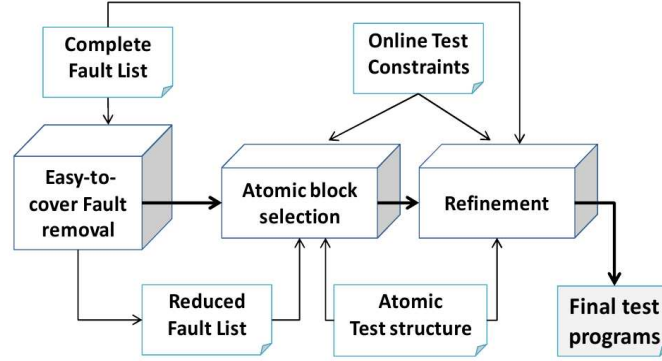 Complete
Fault List
Online Test
Constraints
Easy-to-
cover Fault
removal
Atomic block
selection
Refinement
Reduced
Fault List
Atomic
Test structure
Final test
programs